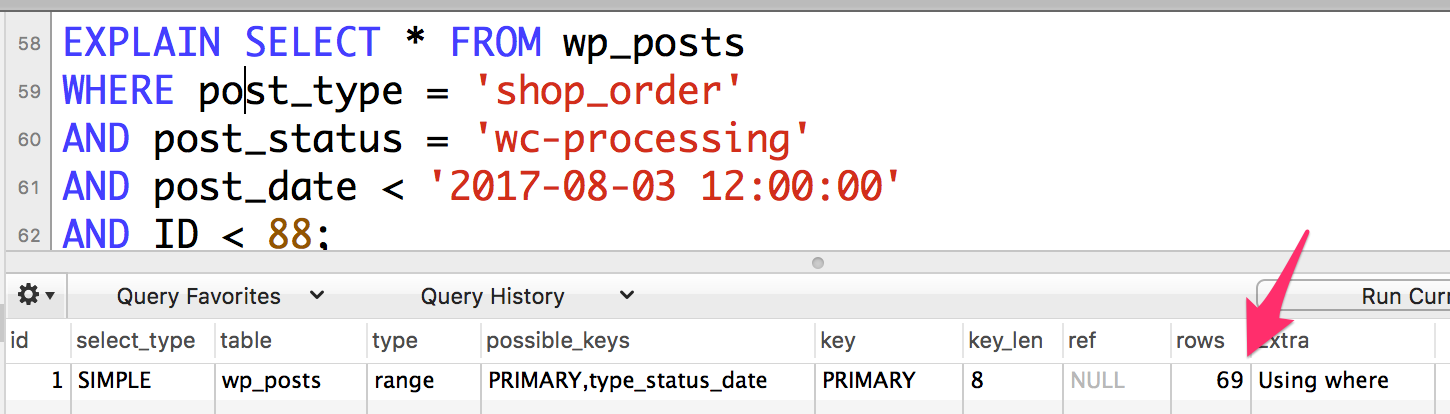 58 EXPLAIN SELECT * FROM wp_posts
59 WHERE post_type = 'shop_order'
60 AND post_status = 'wc-processing'
61 AND post_date < '2017-08-03 12:00:00'
62 AND ID < 88;
Query Favorites Query History Run Curr
id select_type table type possible_keys key key_len ref rows Extra
1 SIMPLE wp_posts range PRIMARY,type_status_date PRIMARY 8 NULL 69 Using where